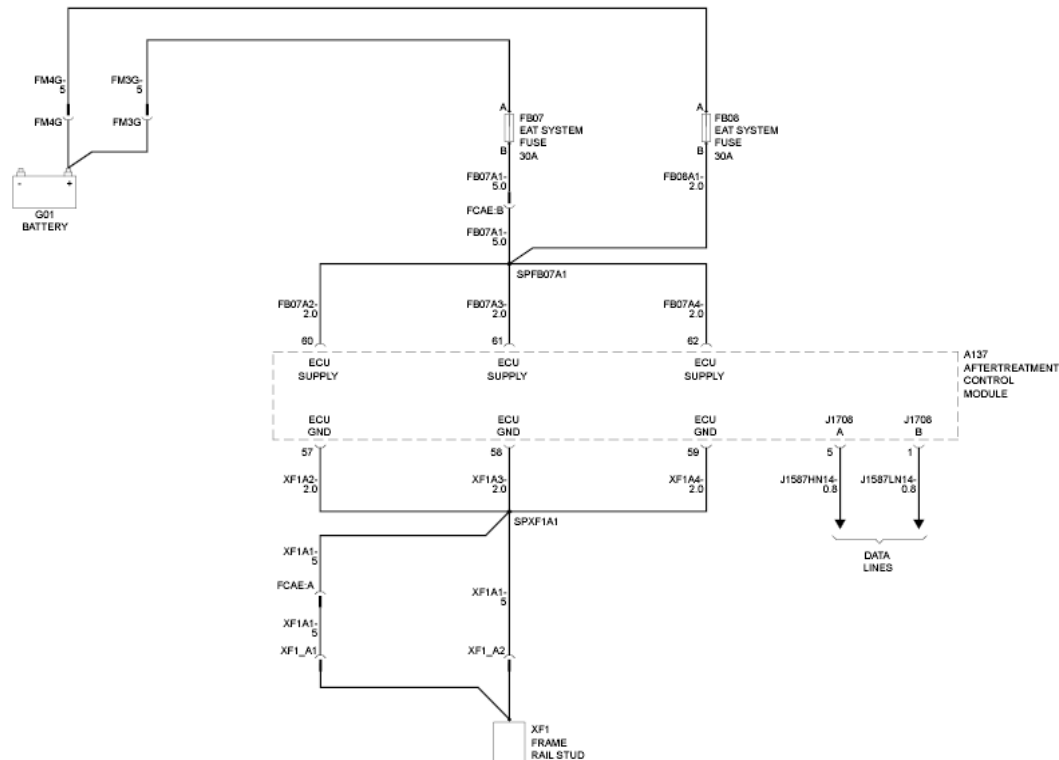 FM4G-
5
FM3G-
5
FM4G
FM3G
-
+
G01
BATTERY
A
FB07
EAT SYSTEM
FUSE
30A
B
A
FB08
EAT SYSTEM
FUSE
30A
B
FB07A1-
5.0
FCAE:B
FB07A1-
5.0
FB08A1-
2.0
SPFB07A1
FB07A2-
2.0
FB07A3-
2.0
FB07A4-
2.0
60
61
62
ECU
SUPPLY
ECU
SUPPLY
ECU
SUPPLY
A137
AFTERTREATMENT
CONTROL
MODULE
ECU
GND
ECU
GND
ECU
GND
J1708
A
J1708
B
57
58
59
5
1
XF1A2-
2.0
XF1A3-
2.0
XF1A4-
2.0
J1587HN14-
0.8
J1587LN14-
0.8
SPXF1A1
DATA
LINES
XF1A1-
5
FCAE:A
XF1A1-
5
XF1_A1
XF1A1-
5
XF1_A2
XF1
FRAME
RAIL STUD